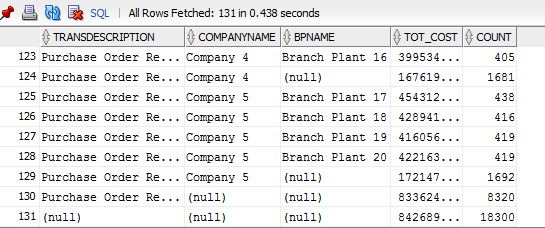 SQL | All Rows Fetched: 131 in 0.438 seconds
TRANSDESCRIPTION COMPANYNAME BPNAME TOT_COST COUNT
123 Purchase Order Re... Company 4 Branch Plant 16 399534... 405
124 Purchase Order Re... Company 4 (null) 167619... 1681
125 Purchase Order Re... Company 5 Branch Plant 17 454312... 438
126 Purchase Order Re... Company 5 Branch Plant 18 428941... 416
127 Purchase Order Re... Company 5 Branch Plant 19 416056... 419
128 Purchase Order Re... Company 5 Branch Plant 20 422163... 419
129 Purchase Order Re... Company 5 (null) 172147... 1692
130 Purchase Order Re... (null) (null) 833624... 8320
131 (null) (null) (null) 842689... 18300